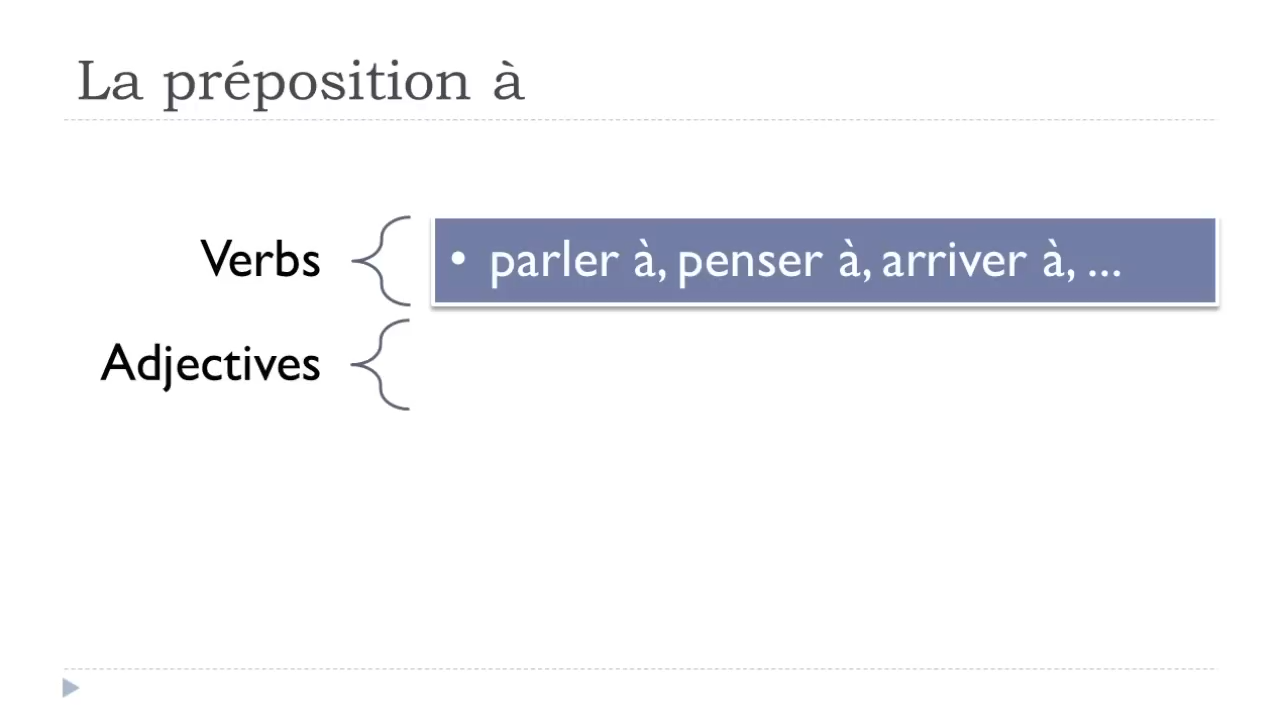 La préposition à
Verbs
• parler à, penser à, arriver à, ...
Adjectives